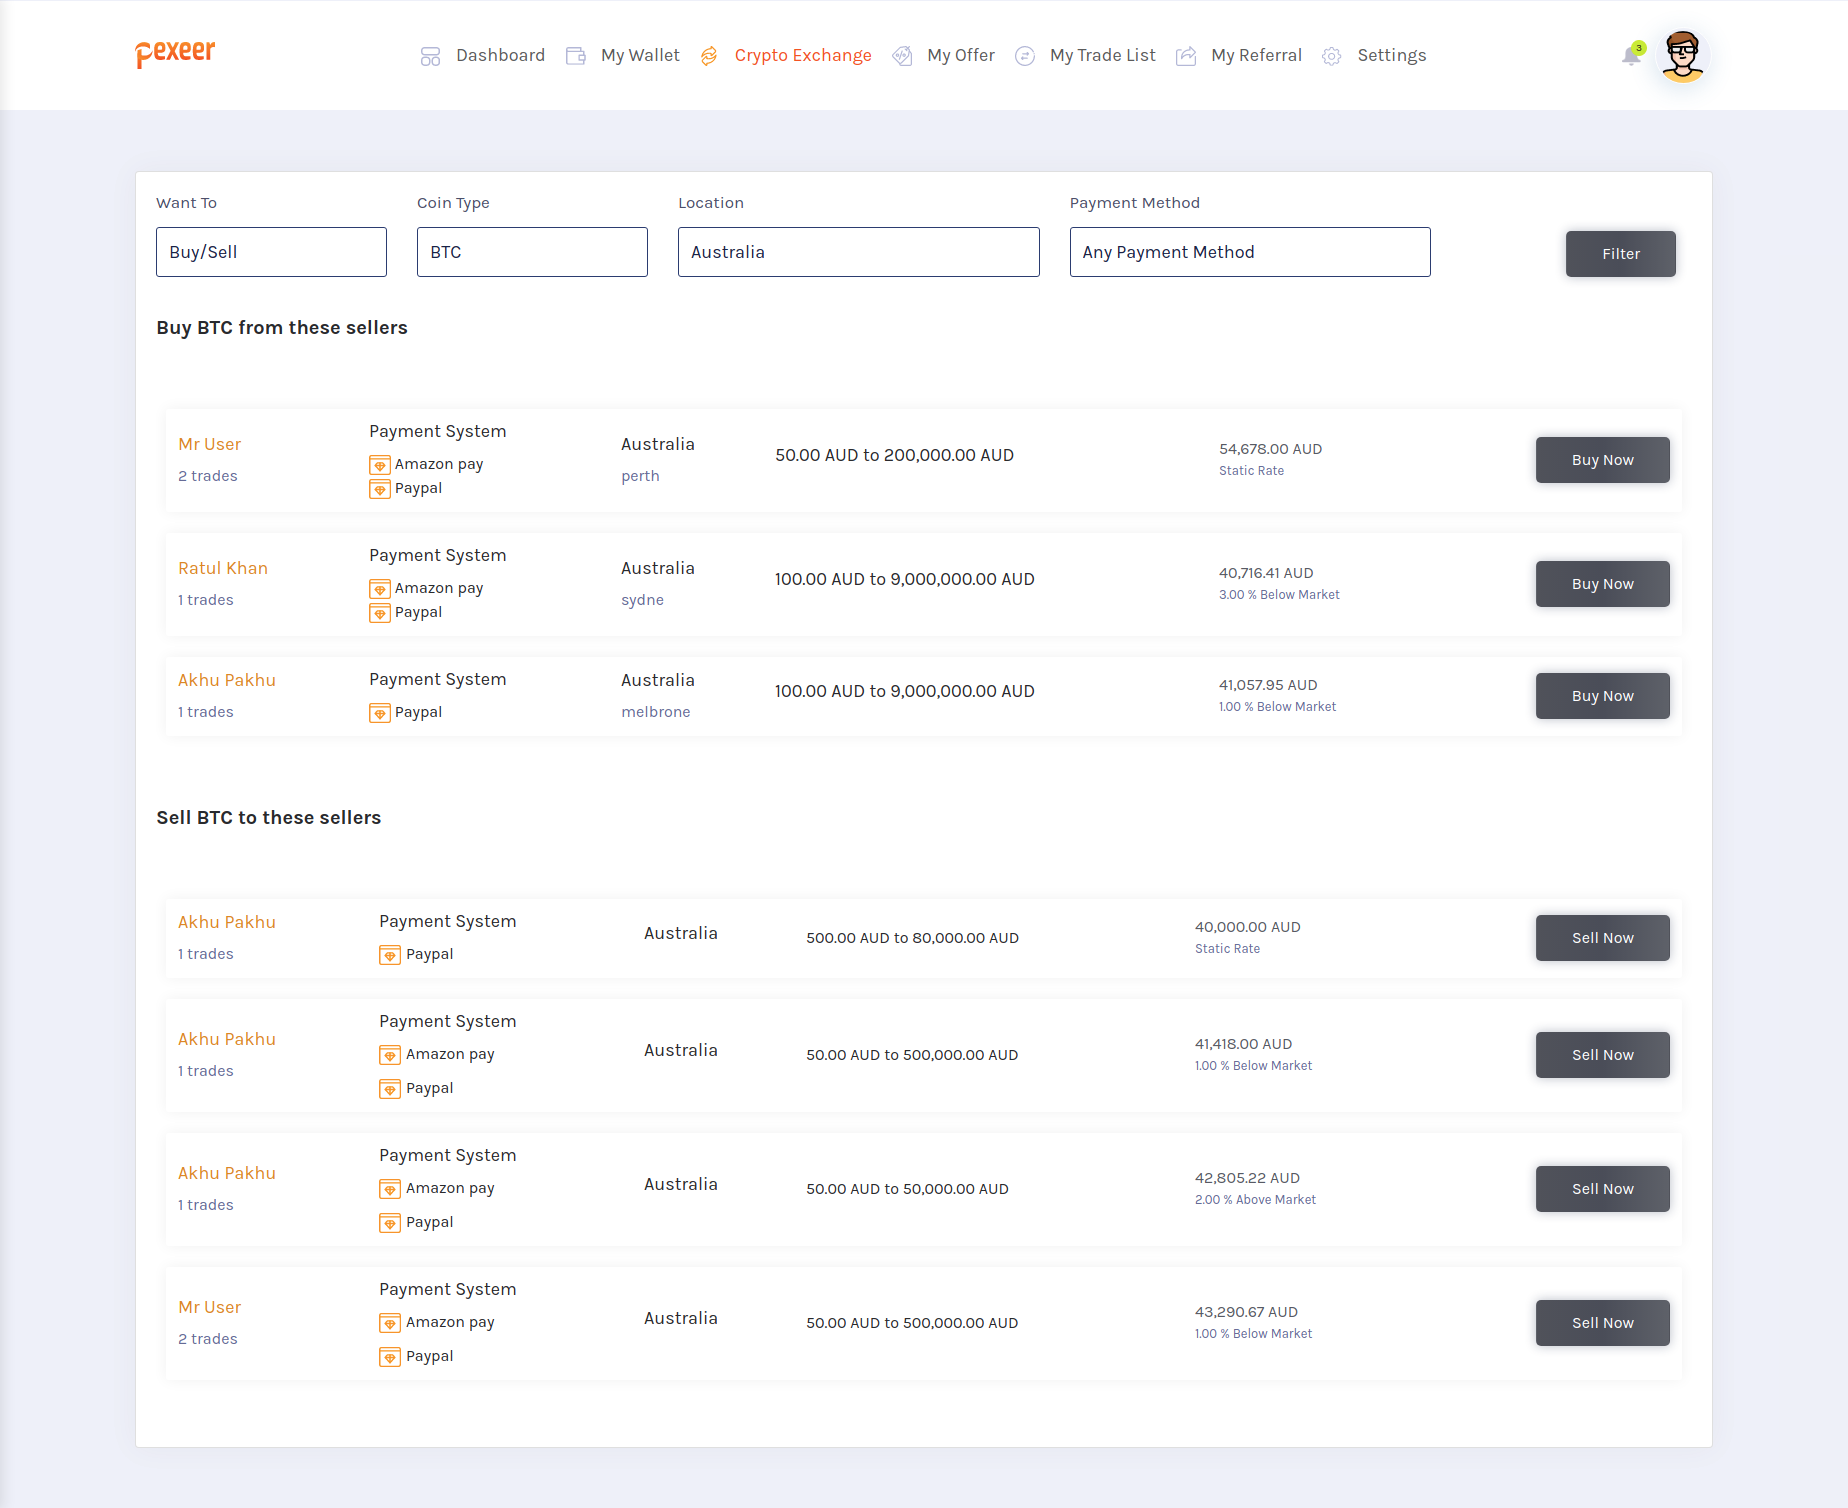 pexeer
Dashboard
My Wallet
Crypto Exchange
My Offer
My Trade List
My Referral
Settings
3
Want To
Coin Type
Location
Payment Method
Buy/Sell
BTC
Australia
Any Payment Method
Filter
Buy BTC from these sellers
Mr User
2 trades
Payment System
Amazon pay
Paypal
Australia
perth
50.00 AUD to 200,000.00 AUD
54,678.00 AUD
Static Rate
Buy Now
Ratul Khan
1 trades
Payment System
Amazon pay
Paypal
Australia
sydne
100.00 AUD to 9,000,000.00 AUD
40,716.41 AUD
3.00 % Below Market
Buy Now
Akhu Pakhu
1 trades
Payment System
Paypal
Australia
melbrone
100.00 AUD to 9,000,000.00 AUD
41,057.95 AUD
1.00 % Below Market
Buy Now
Sell BTC to these sellers
Akhu Pakhu
1 trades
Payment System
Paypal
Australia
500.00 AUD to 80,000.00 AUD
40,000.00 AUD
Static Rate
Sell Now
Akhu Pakhu
1 trades
Payment System
Amazon pay
Paypal
Australia
50.00 AUD to 500,000.00 AUD
41,418.00 AUD
1.00 % Below Market
Sell Now
Akhu Pakhu
1 trades
Payment System
Amazon pay
Paypal
Australia
50.00 AUD to 50,000.00 AUD
42,805.22 AUD
2.00 % Above Market
Sell Now
Mr User
2 trades
Payment System
Amazon pay
Paypal
Australia
50.00 AUD to 500,000.00 AUD
43,290.67 AUD
1.00 % Below Market
Sell Now